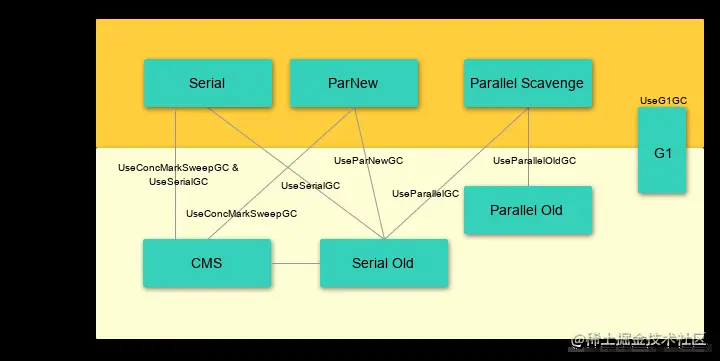 Serial
ParNew
Parallel Scavenge
UseG1GC
G1
UseConcMarkSweepGC &
UseSerialGC
UseParNewGC
UseParallelOldGC
UseSerialGC
UseParallelGC
UseConcMarkSweepGC
Parallel Old
CMS
Serial Old
@稀土掘金技术社区